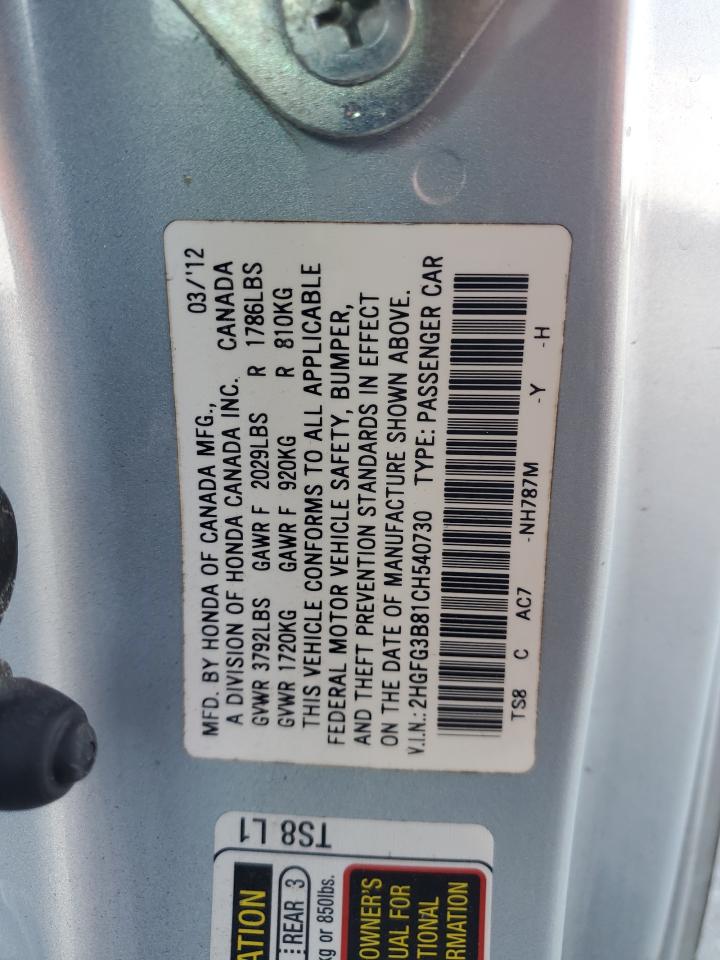 MFD. BY HONDA OF CANADA MFG., 03/'12
A DIVISION OF HONDA CANADA INC. CANADA
GVWR 3792LBS GAWR F 2029LBS R 1786LBS
GVWR 1720KG GAWR F 920KG R 810KG
THIS VEHICLE CONFORMS TO ALL APPLICABLE
FEDERAL MOTOR VEHICLE SAFETY, BUMPER,
AND THEFT PREVENTION STANDARDS IN EFFECT
ON THE DATE OF MANUFACTURE SHOWN ABOVE.
V.I.N.: 2HGFG3B81CH540730 TYPE: PASSENGER CAR
TS8 C AC7 -NH787M -Y -H
TS8 L1
ATION
REAR 3
kg or 850lbs.
OWNER'S
UAL FOR
TIONAL
RMATION